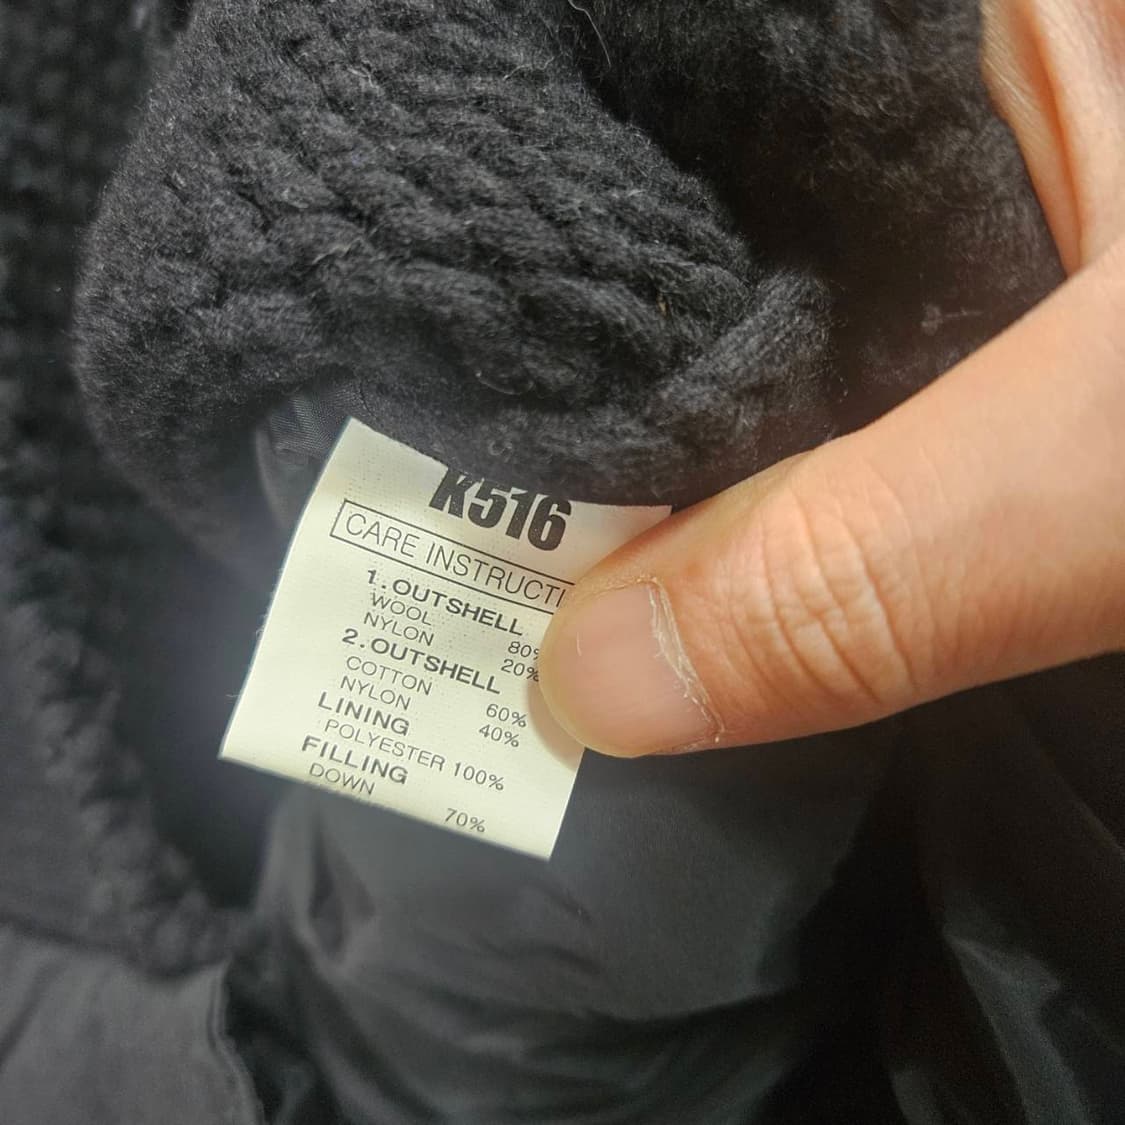 K516
CARE INSTRUCTI
1.OUTSHELL
WOOL 80%
NYLON 20%
2.OUTSHELL
COTTON 60%
NYLON 40%
LINING
POLYESTER 100%
FILLING
DOWN 70%